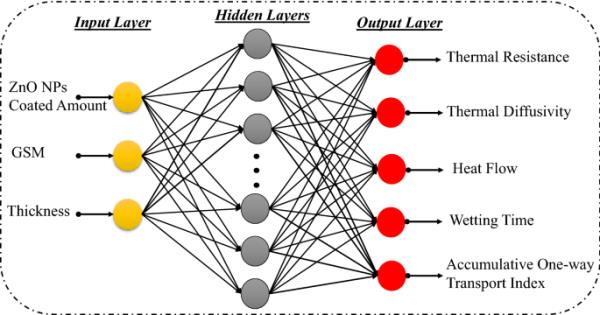 Input Layer
Hidden Layers
Output Layer
ZnO NPs
Coated Amount
GSM
Thickness
Thermal Resistance
Thermal Diffusivity
Heat Flow
Wetting Time
Accumulative One-way
Transport Index